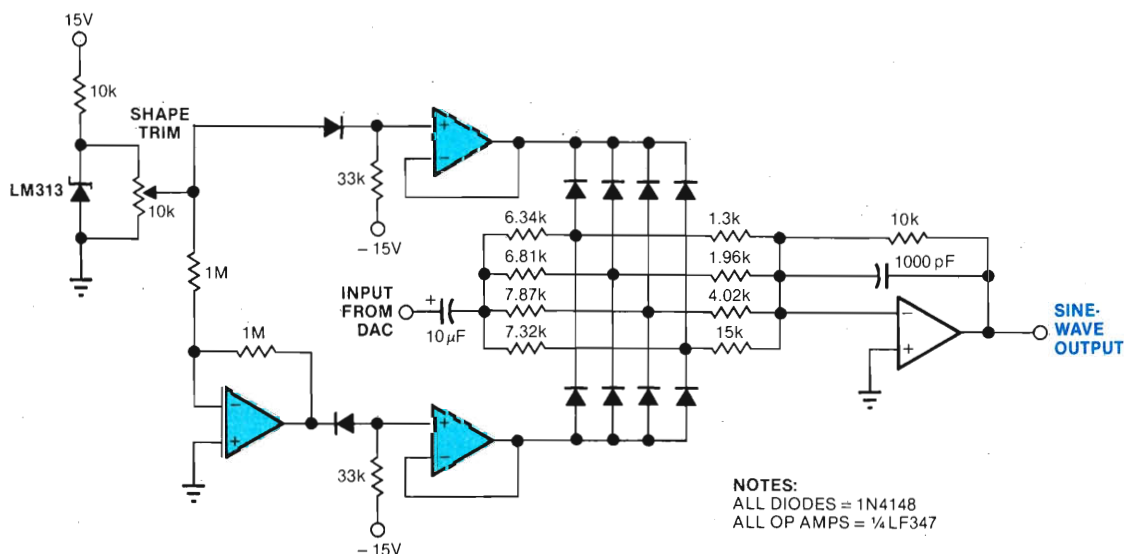 15V
10k
SHAPE
TRIM
LM313
10k
33k
− 15V
+
−
1M
1M
−
+
33k
− 15V
+
−
INPUT
FROM
DAC
+
10µF
6.34k
6.81k
7.87k
7.32k
1.3k
1.96k
4.02k
15k
10k
1000 pF
−
+
SINE-
WAVE
OUTPUT
NOTES:
ALL DIODES = 1N4148
ALL OP AMPS = ¼ LF347